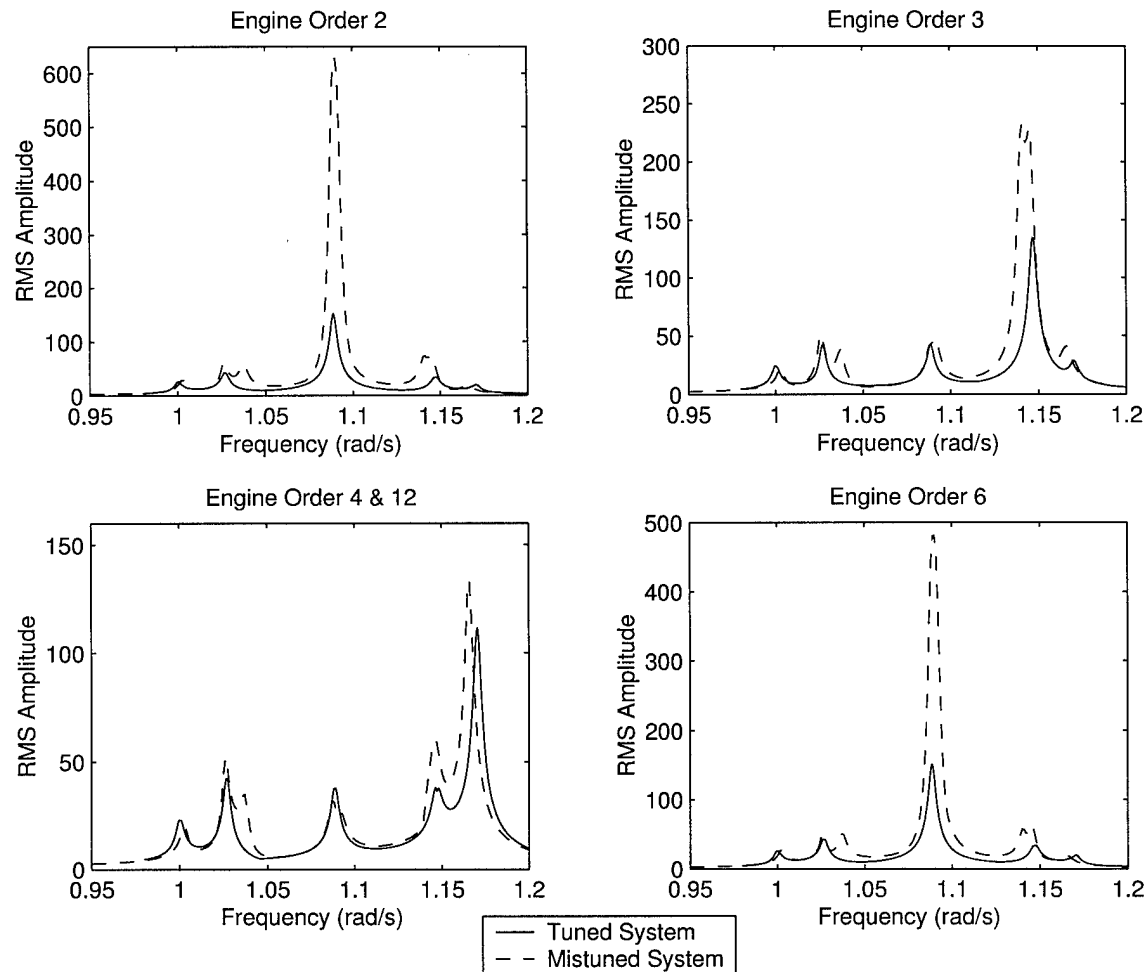 Engine Order 2
RMS Amplitude
600
500
400
300
200
100
0
0.95 1 1.05 1.1 1.15 1.2
Frequency (rad/s)
Engine Order 3
RMS Amplitude
300
250
200
150
100
50
0
0.95 1 1.05 1.1 1.15 1.2
Frequency (rad/s)
Engine Order 4 & 12
RMS Amplitude
150
100
50
0
0.95 1 1.05 1.1 1.15 1.2
Frequency (rad/s)
Engine Order 6
RMS Amplitude
500
400
300
200
100
0
0.95 1 1.05 1.1 1.15 1.2
Frequency (rad/s)
Tuned System
Mistuned System